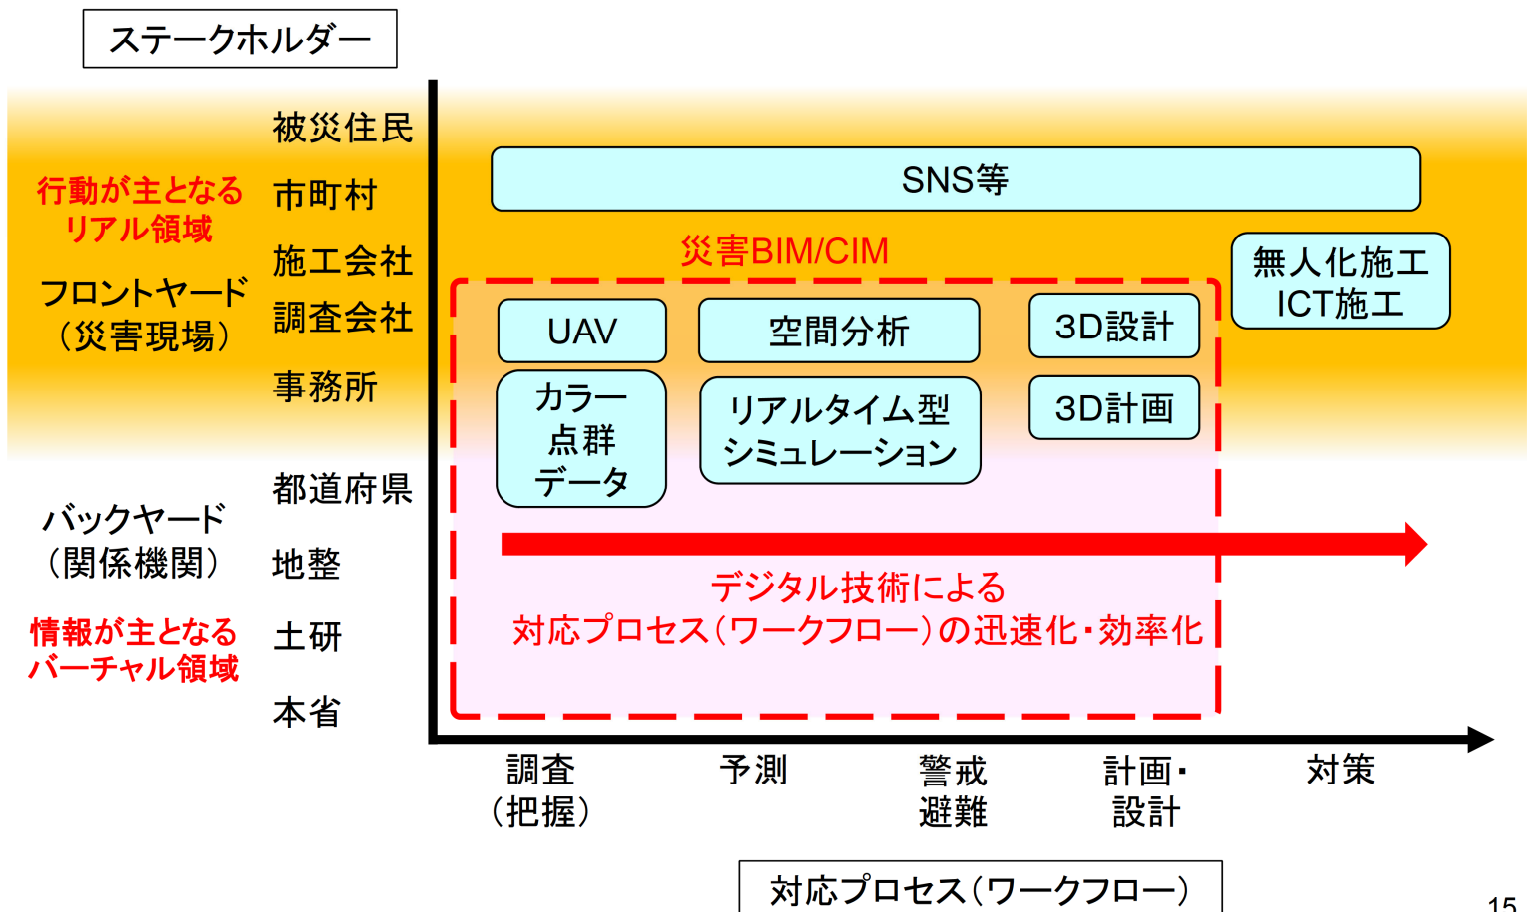 ステークホルダー
被災住民
行動が主となる
リアル領域
市町村
SNS等
施工会社
災害BIM/CIM
無人化施工
ICT施工
フロントヤード
（災害現場）
調査会社
UAV
空間分析
3D設計
事務所
カラー
点群
データ
リアルタイム型
シミュレーション
3D計画
都道府県
バックヤード
（関係機関）
地整
デジタル技術による
対応プロセス（ワークフロー）の迅速化・効率化
情報が主となる
バーチャル領域
土研
本省
調査
（把握）
予測
警戒
避難
計画・
設計
対策
対応プロセス（ワークフロー）
15